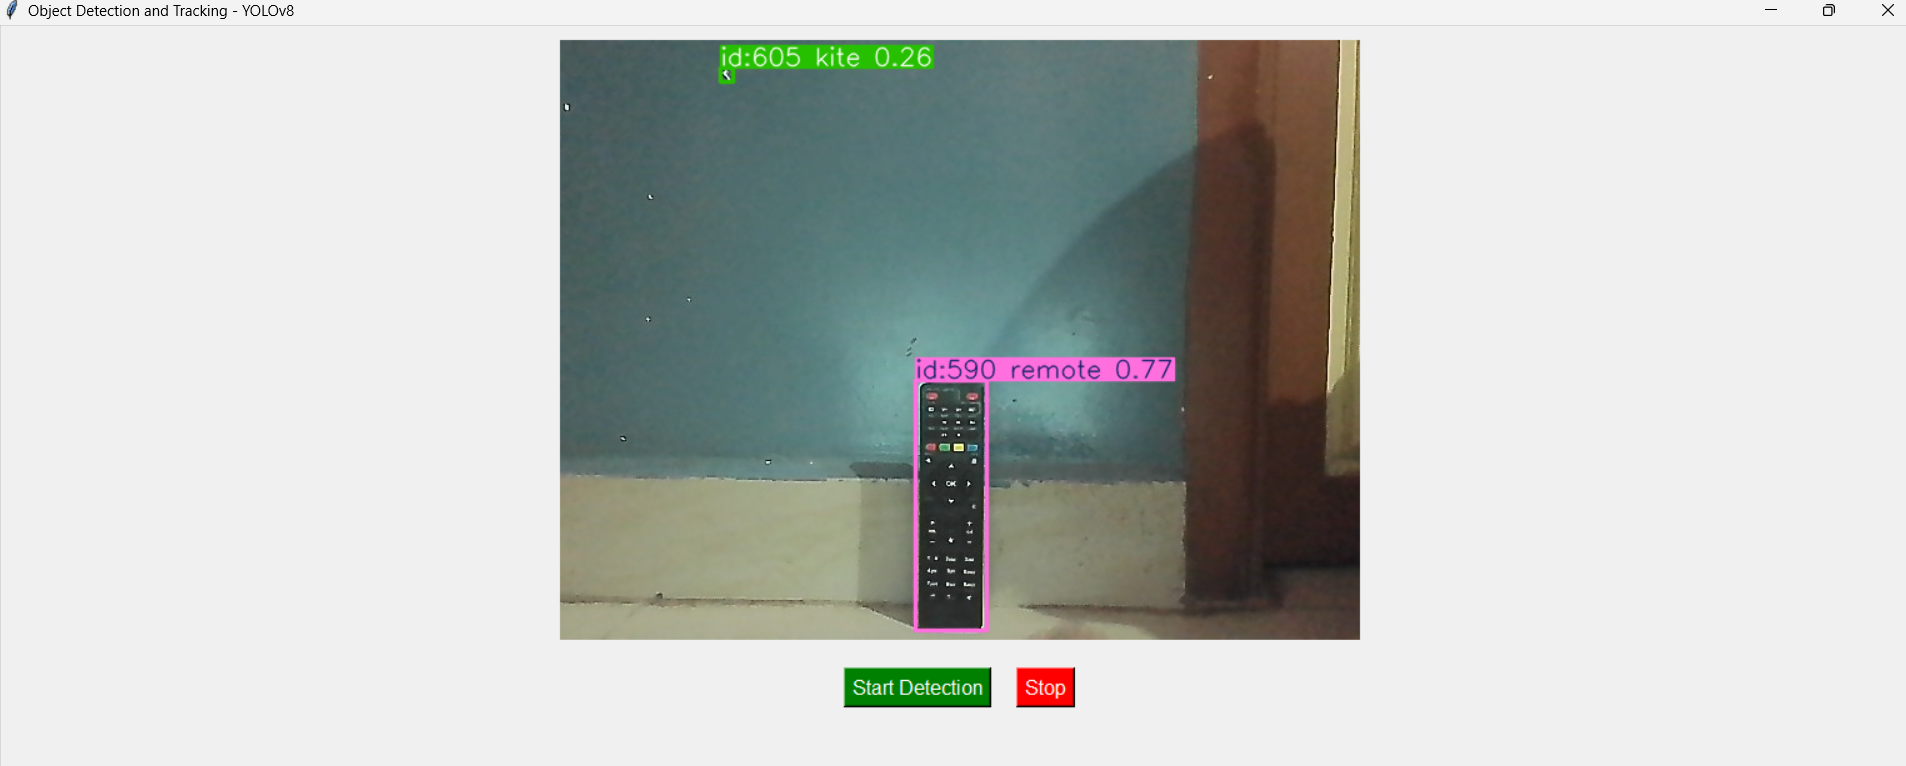 Object Detection and Tracking - YOLOv8
id:605 kite 0.26
id:590 remote 0.77
OK
Start Detection
Stop